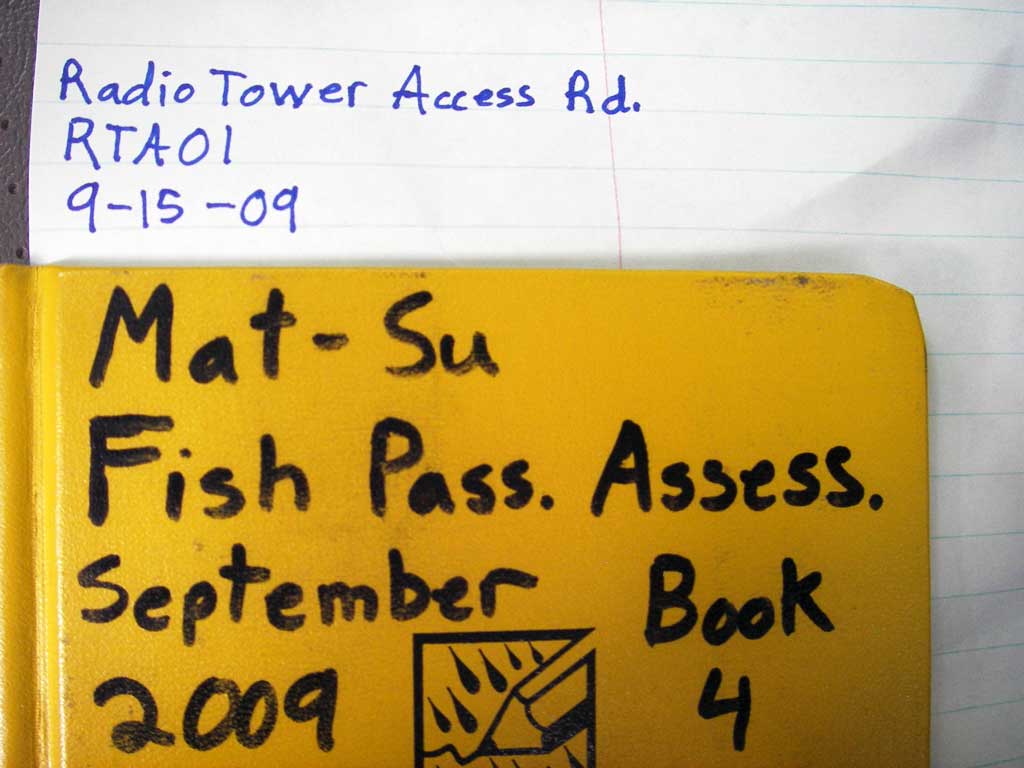 Radio Tower Access Rd.
RTA01
9-15-09
Mat-Su
Fish Pass. Assess.
September Book
2009 4